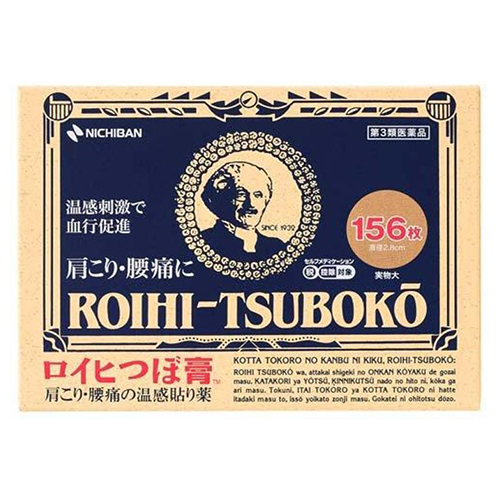 NICHIBAN
第3類医薬品
温感刺激で
血行促進
SINCE 1932
156枚
直径2.8cm
セルフメディケーション
税 控除 対象
実物大
肩こり・腰痛に
ROIHI-TSUBOKŌ
ロイヒつぼ膏™
肩こり・腰痛の温感貼り薬
KOTTA TOKORO NO KANBU NI KIKU, ROIHI-TSUBOKŌ:
ROIHI TSUBOKŌ wa, attakai shigeki no ONKAN KŌYAKU de gozai
masu. KATAKORI ya YŌTSŪ, KINNIKUTSŪ nado no hito ni, kōka ga
ari masu. Tokuni, ITAI TOKORO ya KOTTA TOKORO ni hatte
itadaki masu to, issō yoikato zonji masu. Gokatei ni ohitotsu dōzo.